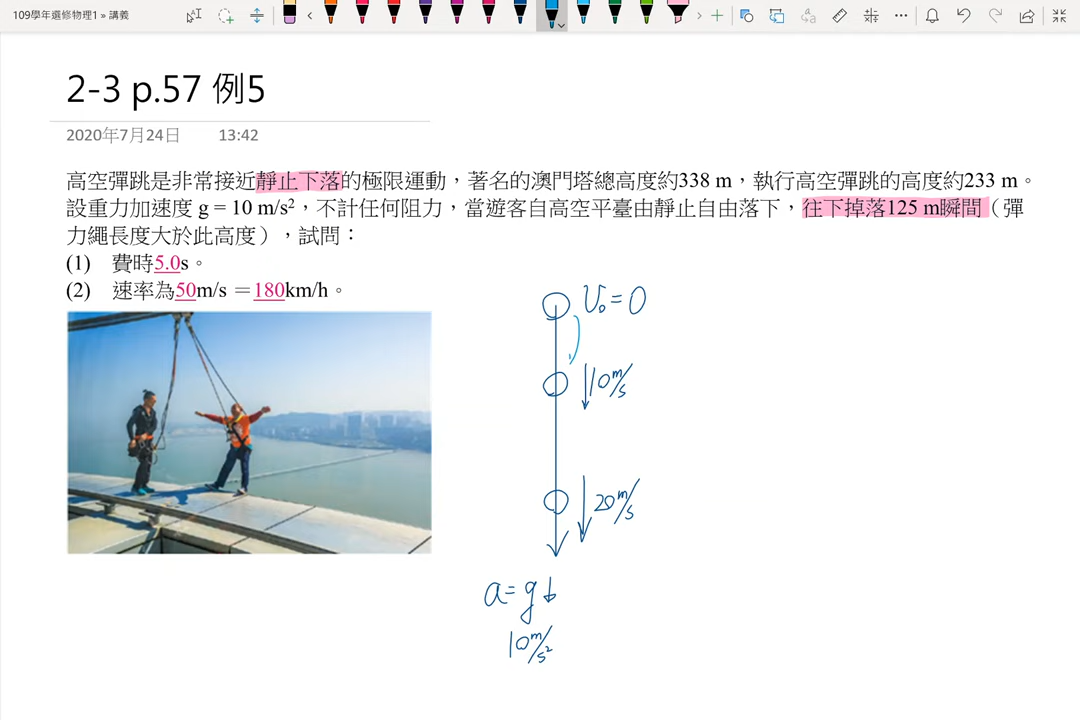 109學年選修物理1 » 講義
2-3 p.57 例5
2020年7月24日 13:42
高空彈跳是非常接近靜止下落的極限運動，著名的澳門塔總高度約338 m，執行高空彈跳的高度約233 m。
設重力加速度 g = 10 m/s²，不計任何阻力，當遊客自高空平臺由靜止自由落下，往下掉落125 m瞬間（彈
力繩長度大於此高度），試問：
(1) 費時5.0s。
(2) 速率為50m/s ＝180km/h。
V₀=0
10 m/s
20 m/s
a=g↓
10 m/s²